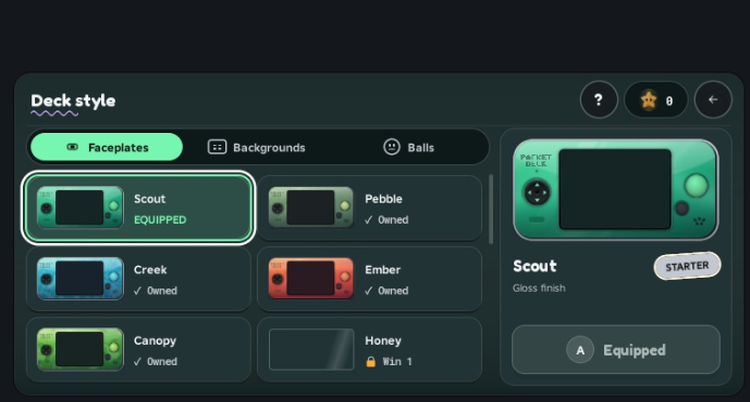 Deck style
?
0
Faceplates
Backgrounds
Balls
Scout
EQUIPPED
Pebble
✓ Owned
Creek
✓ Owned
Ember
✓ Owned
Canopy
✓ Owned
Honey
Win 1
POCKET
DECK
Scout
STARTER
Gloss finish
A Equipped